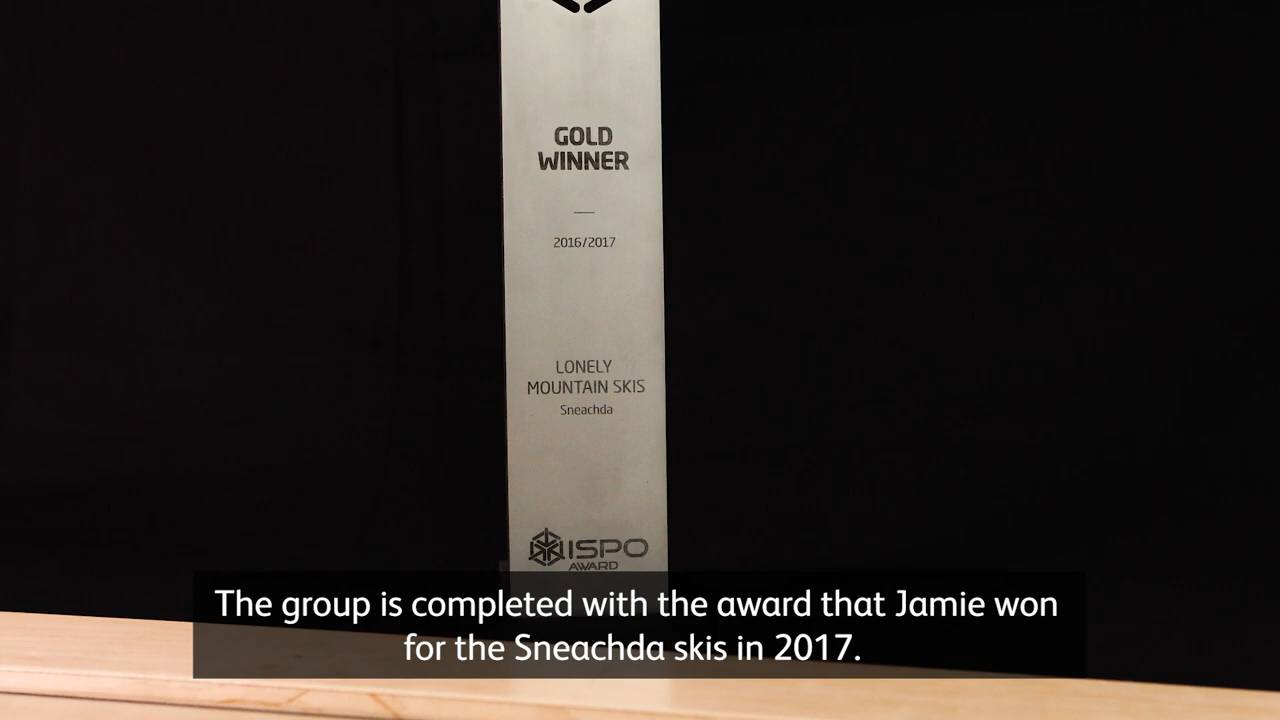 GOLD
WINNER
2016/2017
LONELY
MOUNTAIN SKIS
Sneachda
ISPO
AWARD
The group is completed with the award that Jamie won
for the Sneachda skis in 2017.